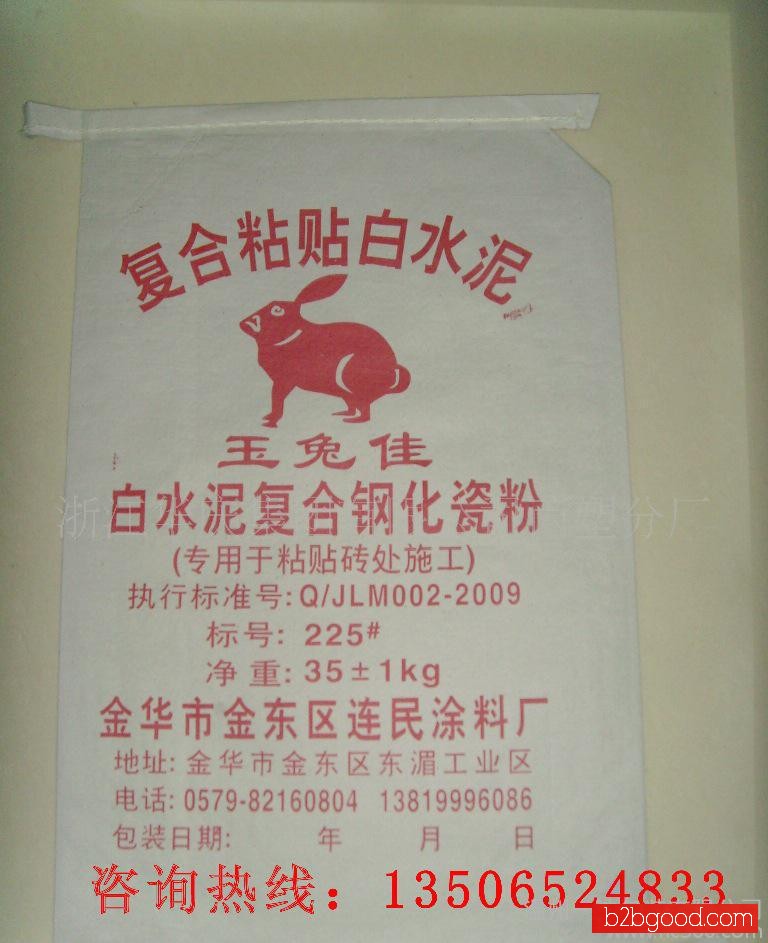 复合粘贴白水泥
玉兔佳
白水泥复合钢化瓷粉
(专用于粘贴砖处施工)
执行标准号:Q/JLM002-2009
标号: 225#
净重: 35±1kg
金华市金东区连民涂料厂
地址: 金华市金东区东湄工业区
电话: 0579-82160804 13819996086
包装日期: 年 月 日
咨询热线: 13506524833
b2bgood.com